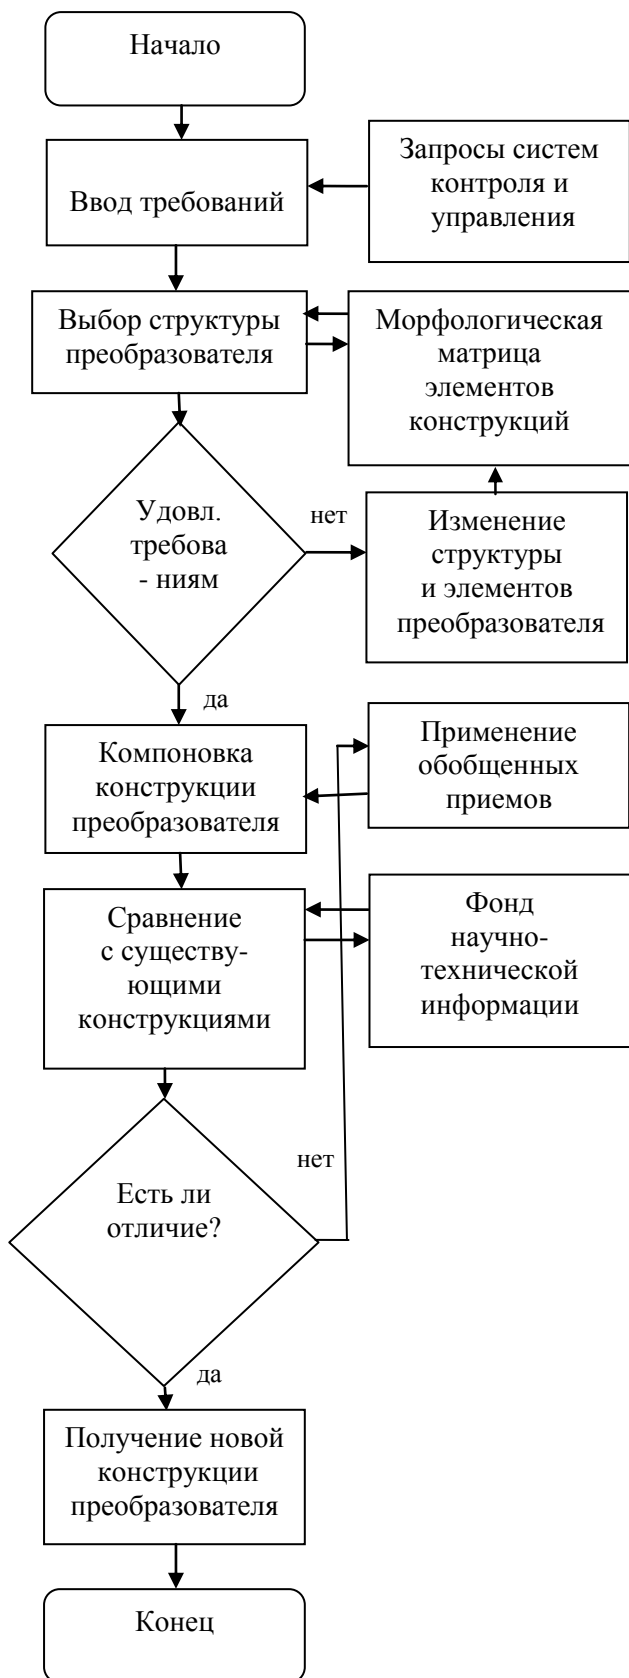 Начало
Ввод требований
Запросы систем
контроля и
управления
Выбор структуры
преобразователя
Морфологическая
матрица
элементов
конструкций
Удовл.
требова
- ниям
нет
Изменение
структуры
и элементов
преобразователя
да
Компоновка
конструкции
преобразователя
Применение
обобщенных
приемов
Сравнение
с существу-
ющими
конструкциями
Фонд
научно-
технической
информации
Есть ли
отличие?
нет
да
Получение новой
конструкции
преобразователя
Конец